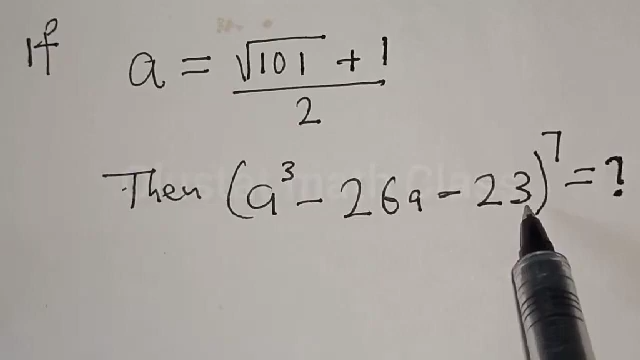 If a = (√101 + 1)/2
Then (a³ - 26a - 23)⁷ = ?